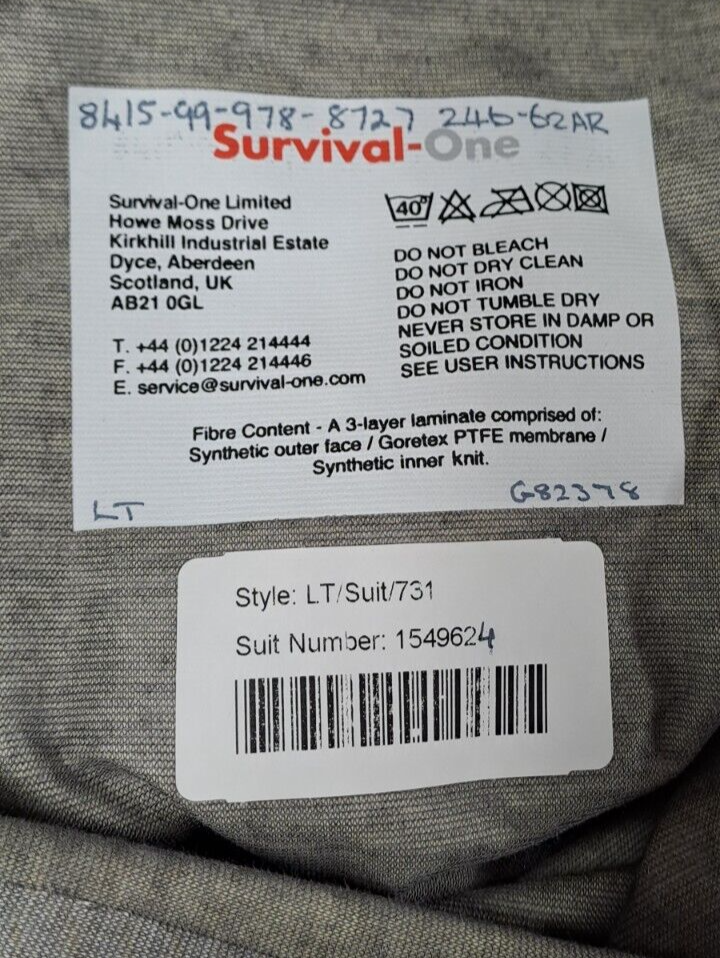 8415-99-978-8727 246-62AR
Survival-One
Survival-One Limited
Howe Moss Drive
Kirkhill Industrial Estate
Dyce, Aberdeen
Scotland, UK
AB21 0GL
T. +44 (0)1224 214444
F. +44 (0)1224 214446
E. service@survival-one.com
40°
DO NOT BLEACH
DO NOT DRY CLEAN
DO NOT IRON
DO NOT TUMBLE DRY
NEVER STORE IN DAMP OR
SOILED CONDITION
SEE USER INSTRUCTIONS
Fibre Content - A 3-layer laminate comprised of:
Synthetic outer face / Goretex PTFE membrane /
Synthetic inner knit.
LT
G82378
Style: LT/Suit/731
Suit Number: 1549624